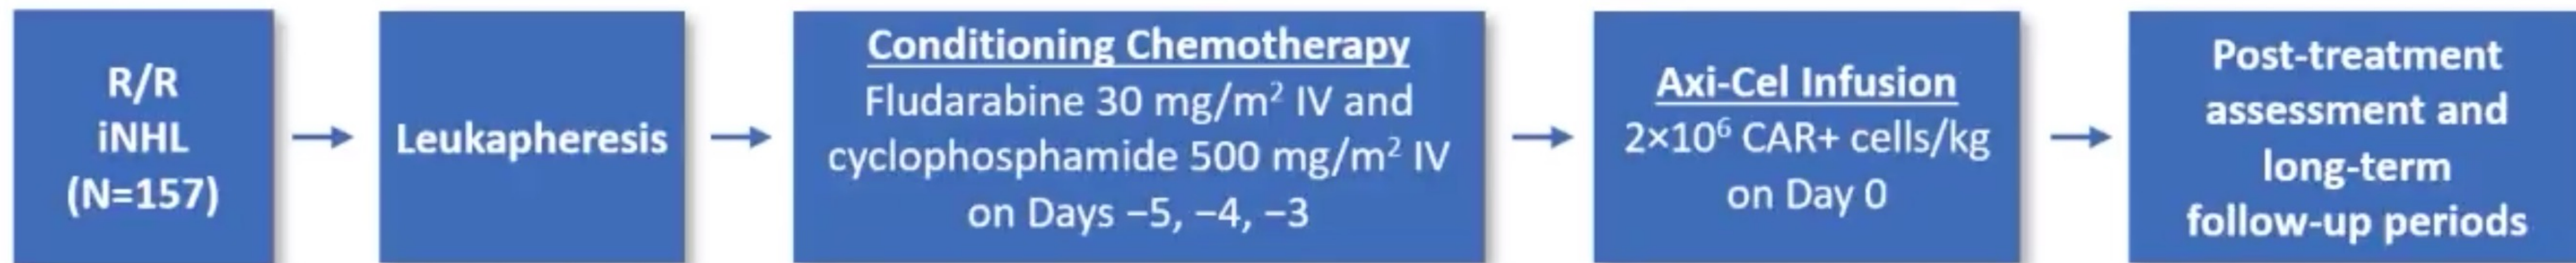 R/R
iNHL
(N=157)
Leukapheresis
Conditioning Chemotherapy
Fludarabine 30 mg/m² IV and
cyclophosphamide 500 mg/m² IV
on Days −5, −4, −3
Axi-Cel Infusion
2×10⁶ CAR+ cells/kg
on Day 0
Post-treatment
assessment and
long-term
follow-up periods